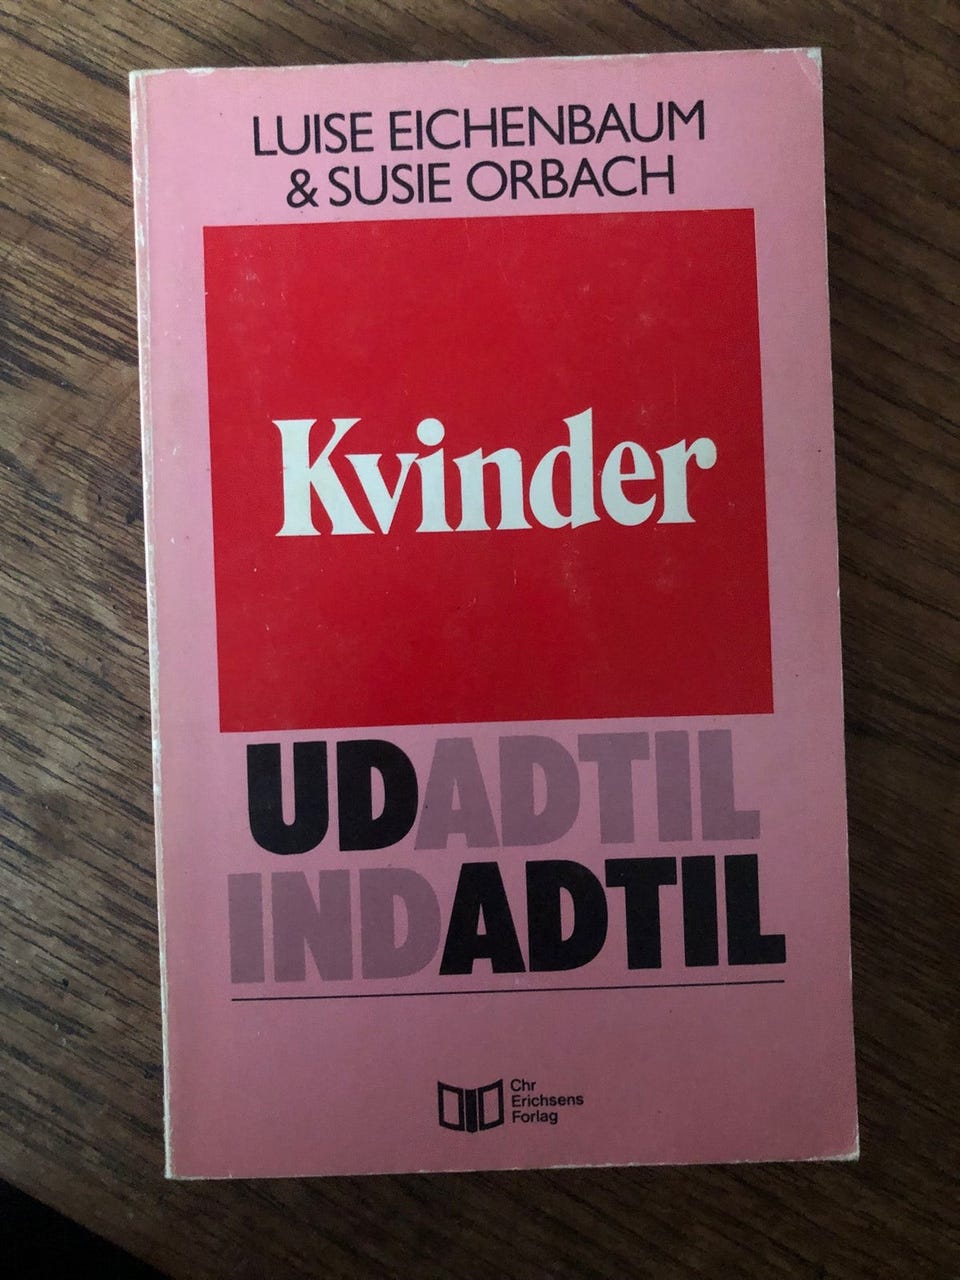 LUISE EICHENBAUM
& SUSIE ORBACH
Kvinder
UDADTIL
INDADTIL
Chr
Erichsens
Forlag